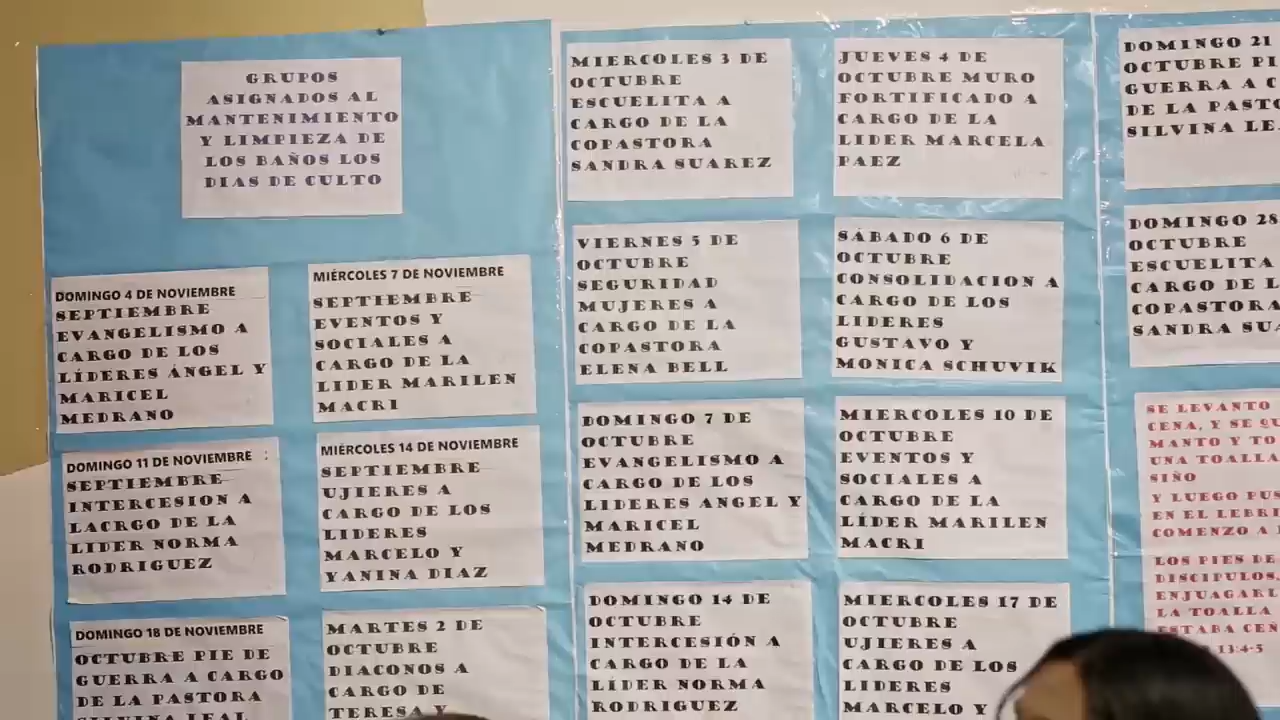 GRUPOS
ASIGNADOS AL
MANTENIMIENTO
Y LIMPIEZA DE
LOS BAÑOS LOS
DIAS DE CULTO
DOMINGO 4 DE NOVIEMBRE
SEPTIEMBRE
EVANGELISMO A
CARGO DE LOS
LÍDERES ÁNGEL Y
MARICEL
MEDRANO
MIÉRCOLES 7 DE NOVIEMBRE
SEPTIEMBRE
EVENTOS Y
SOCIALES A
CARGO DE LA
LIDER MARILEN
MACRI
DOMINGO 11 DE NOVIEMBRE
SEPTIEMBRE
INTERCESION A
LACRGO DE LA
LIDER NORMA
RODRIGUEZ
MIÉRCOLES 14 DE NOVIEMBRE
SEPTIEMBRE
UJIERES A
CARGO DE LOS
LIDERES
MARCELO Y
YANINA DIAZ
DOMINGO 18 DE NOVIEMBRE
OCTUBRE PIE DE
GUERRA A CARGO
DE LA PASTORA
SILVINA LEAL
MARTES 2 DE
OCTUBRE
DIACONOS A
CARGO DE
TERESA Y
MIERCOLES 3 DE
OCTUBRE
ESCUELITA A
CARGO DE LA
COPASTORA
SANDRA SUAREZ
JUEVES 4 DE
OCTUBRE MURO
FORTIFICADO A
CARGO DE LA
LIDER MARCELA
PAEZ
VIERNES 5 DE
OCTUBRE
SEGURIDAD
MUJERES A
CARGO DE LA
COPASTORA
ELENA BELL
SÁBADO 6 DE
OCTUBRE
CONSOLIDACION A
CARGO DE LOS
LIDERES
GUSTAVO Y
MONICA SCHUVIK
DOMINGO 7 DE
OCTUBRE
EVANGELISMO A
CARGO DE LOS
LIDERES ANGEL Y
MARICEL
MEDRANO
MIERCOLES 10 DE
OCTUBRE
EVENTOS Y
SOCIALES A
CARGO DE LA
LÍDER MARILEN
MACRI
DOMINGO 14 DE
OCTUBRE
INTERCESIÓN A
CARGO DE LA
LÍDER NORMA
RODRIGUEZ
MIERCOLES 17 DE
OCTUBRE
UJIERES A
CARGO DE LOS
LIDERES
MARCELO Y
DOMINGO 21
OCTUBRE PI
GUERRA A C
DE LA PASTO
SILVINA LE
DOMINGO 28
OCTUBRE
ESCUELITA
CARGO DE L
COPASTORA
SANDRA SUA
SE LEVANTO
CENA, Y SE QU
MANTO Y TO
UNA TOALLA
SIÑO
Y LUEGO PUS
EN EL LEBRI
COMENZO A
LOS PIES DE
DISCIPULOS
ENJUAGARL
LA TOALLA
ESTABA CEÑ
13:4-5